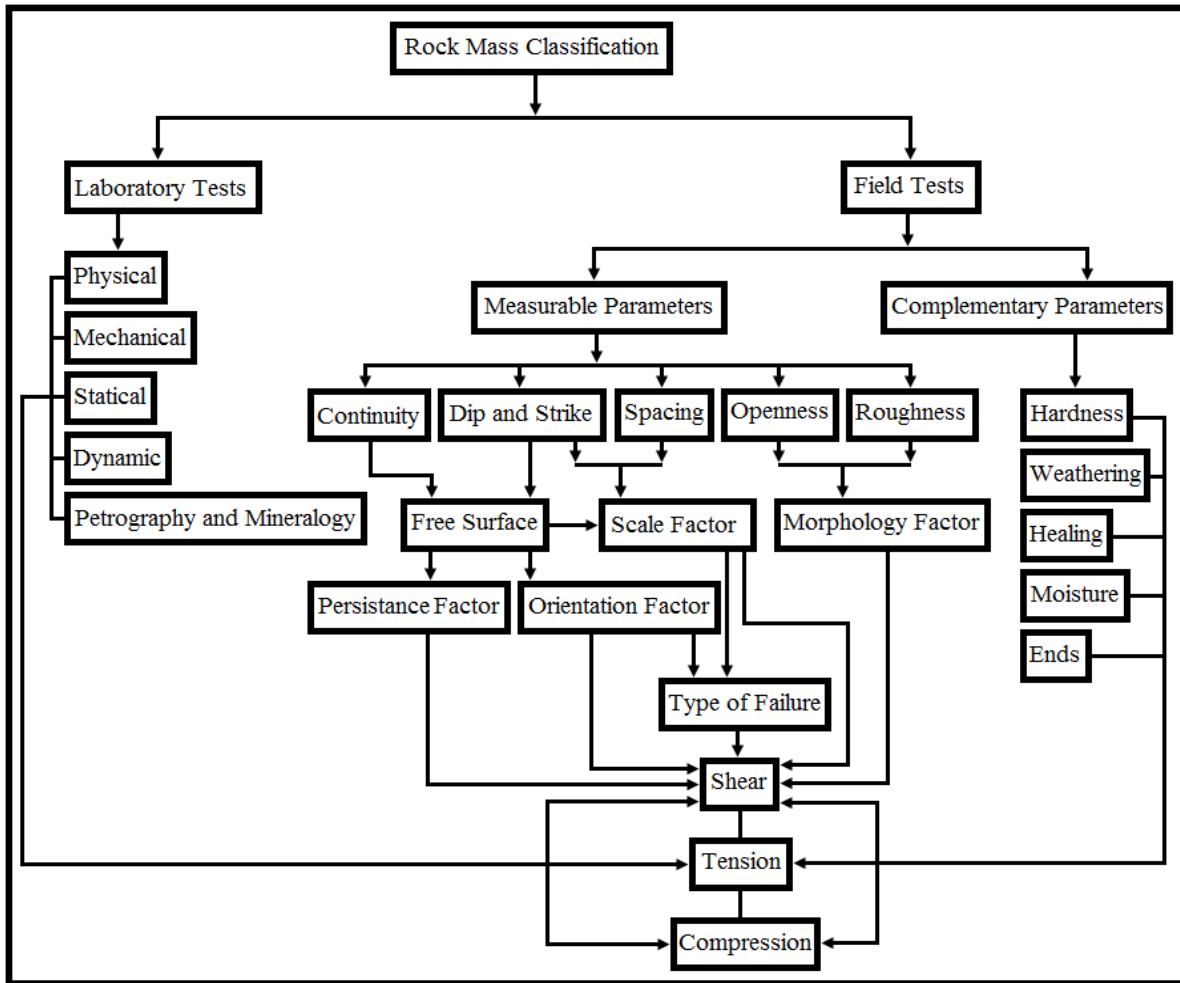 Rock Mass Classification
Laboratory Tests
Field Tests
Physical
Mechanical
Statical
Dynamic
Petrography and Mineralogy
Measurable Parameters
Complementary Parameters
Continuity
Dip and Strike
Spacing
Openness
Roughness
Hardness
Weathering
Healing
Moisture
Ends
Free Surface
Scale Factor
Morphology Factor
Persistance Factor
Orientation Factor
Type of Failure
Shear
Tension
Compression